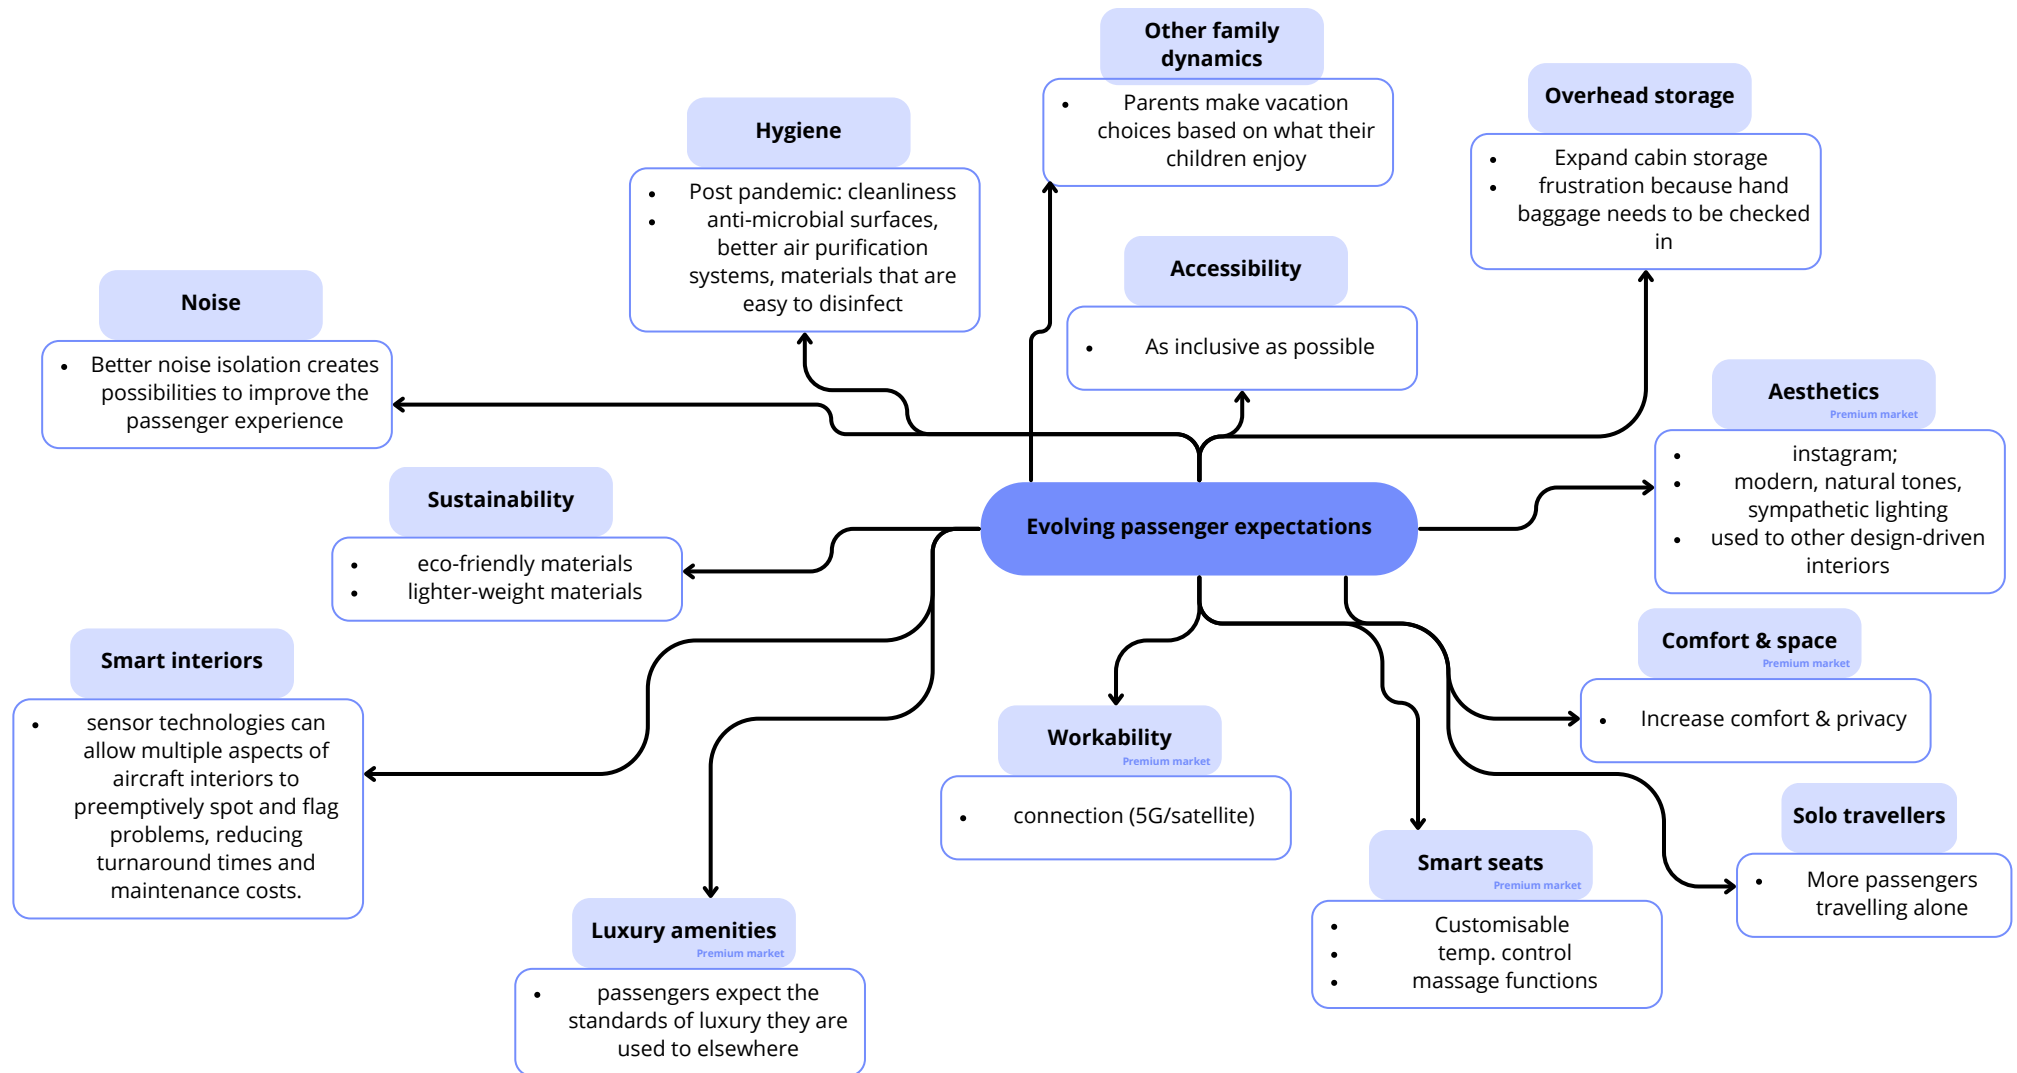 Other family
dynamics
• Parents make vacation
choices based on what their
children enjoy
Overhead storage
• Expand cabin storage
• frustration because hand
baggage needs to be checked
in
Hygiene
• Post pandemic: cleanliness
• anti-microbial surfaces,
better air purification
systems, materials that are
easy to disinfect
Accessibility
• As inclusive as possible
Noise
• Better noise isolation creates
possibilities to improve the
passenger experience
Aesthetics
Premium market
• instagram;
• modern, natural tones,
sympathetic lighting
• used to other design-driven
interiors
Sustainability
• eco-friendly materials
• lighter-weight materials
Evolving passenger expectations
Comfort & space
Premium market
• Increase comfort & privacy
Smart interiors
• sensor technologies can
allow multiple aspects of
aircraft interiors to
preemptively spot and flag
problems, reducing
turnaround times and
maintenance costs.
Workability
Premium market
• connection (5G/satellite)
Solo travellers
• More passengers
travelling alone
Smart seats
Premium market
• Customisable
• temp. control
• massage functions
Luxury amenities
Premium market
• passengers expect the
standards of luxury they are
used to elsewhere